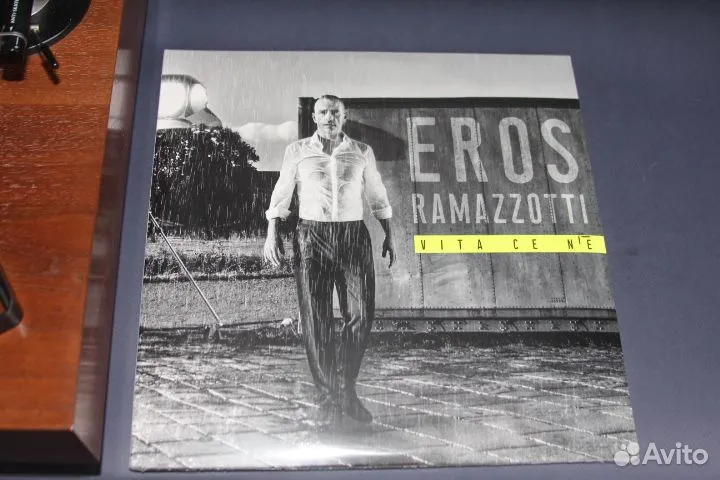 EROS
RAMAZZOTTI
VITA CE N'È
Avito